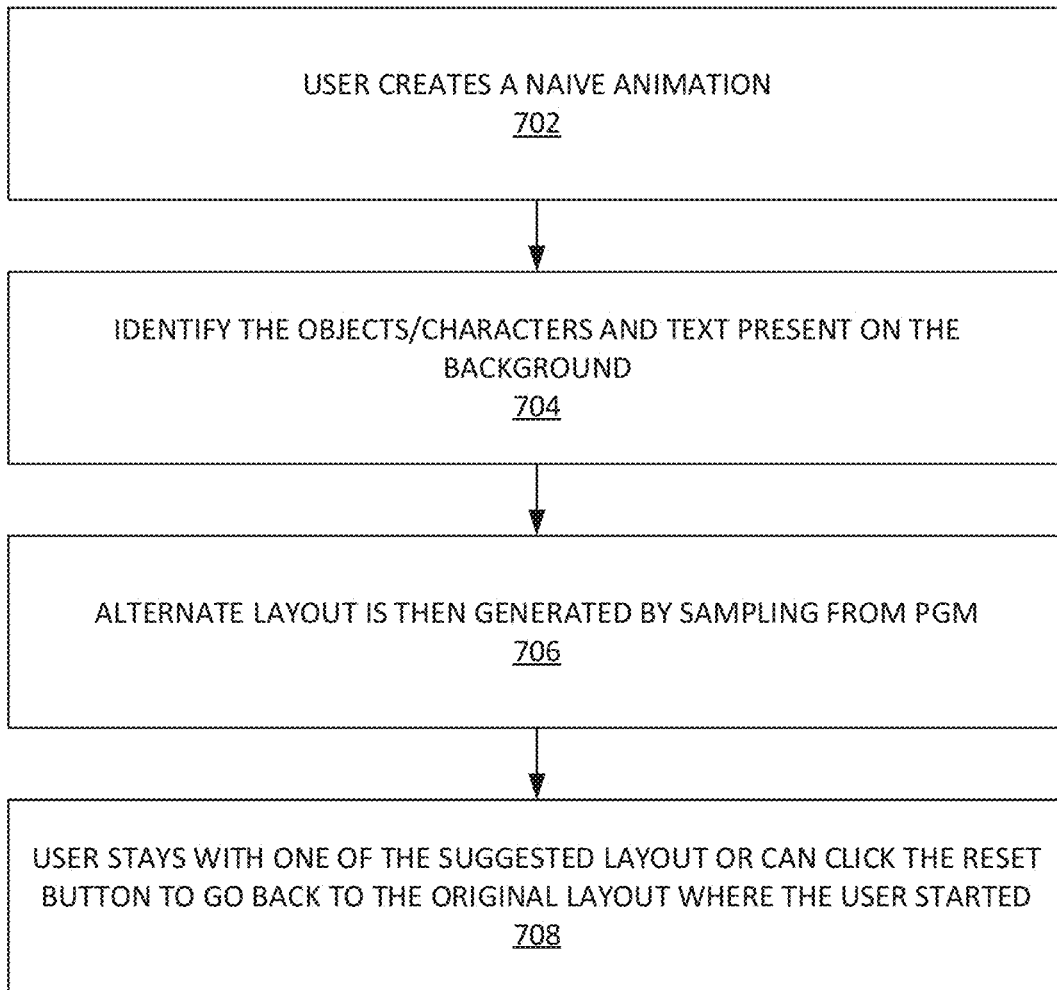 USER CREATES A NAIVE ANIMATION
702
IDENTIFY THE OBJECTS/CHARACTERS AND TEXT PRESENT ON THE
BACKGROUND
704
ALTERNATE LAYOUT IS THEN GENERATED BY SAMPLING FROM PGM
706
USER STAYS WITH ONE OF THE SUGGESTED LAYOUT OR CAN CLICK THE RESET
BUTTON TO GO BACK TO THE ORIGINAL LAYOUT WHERE THE USER STARTED
708